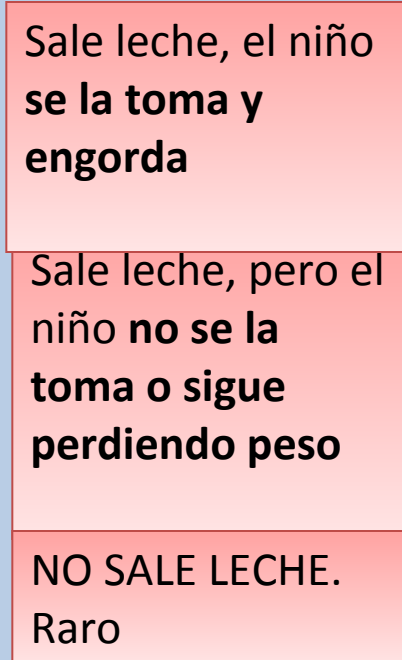 Sale leche, el niño
se la toma y
engorda
Sale leche, pero el
niño no se la
toma o sigue
perdiendo peso
NO SALE LECHE.
Raro